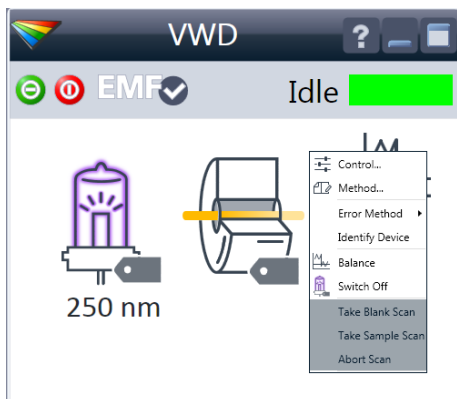 VWD
?
EMF
Idle
Control...
Method...
Error Method
Identify Device
Balance
Switch Off
Take Blank Scan
Take Sample Scan
Abort Scan
250 nm